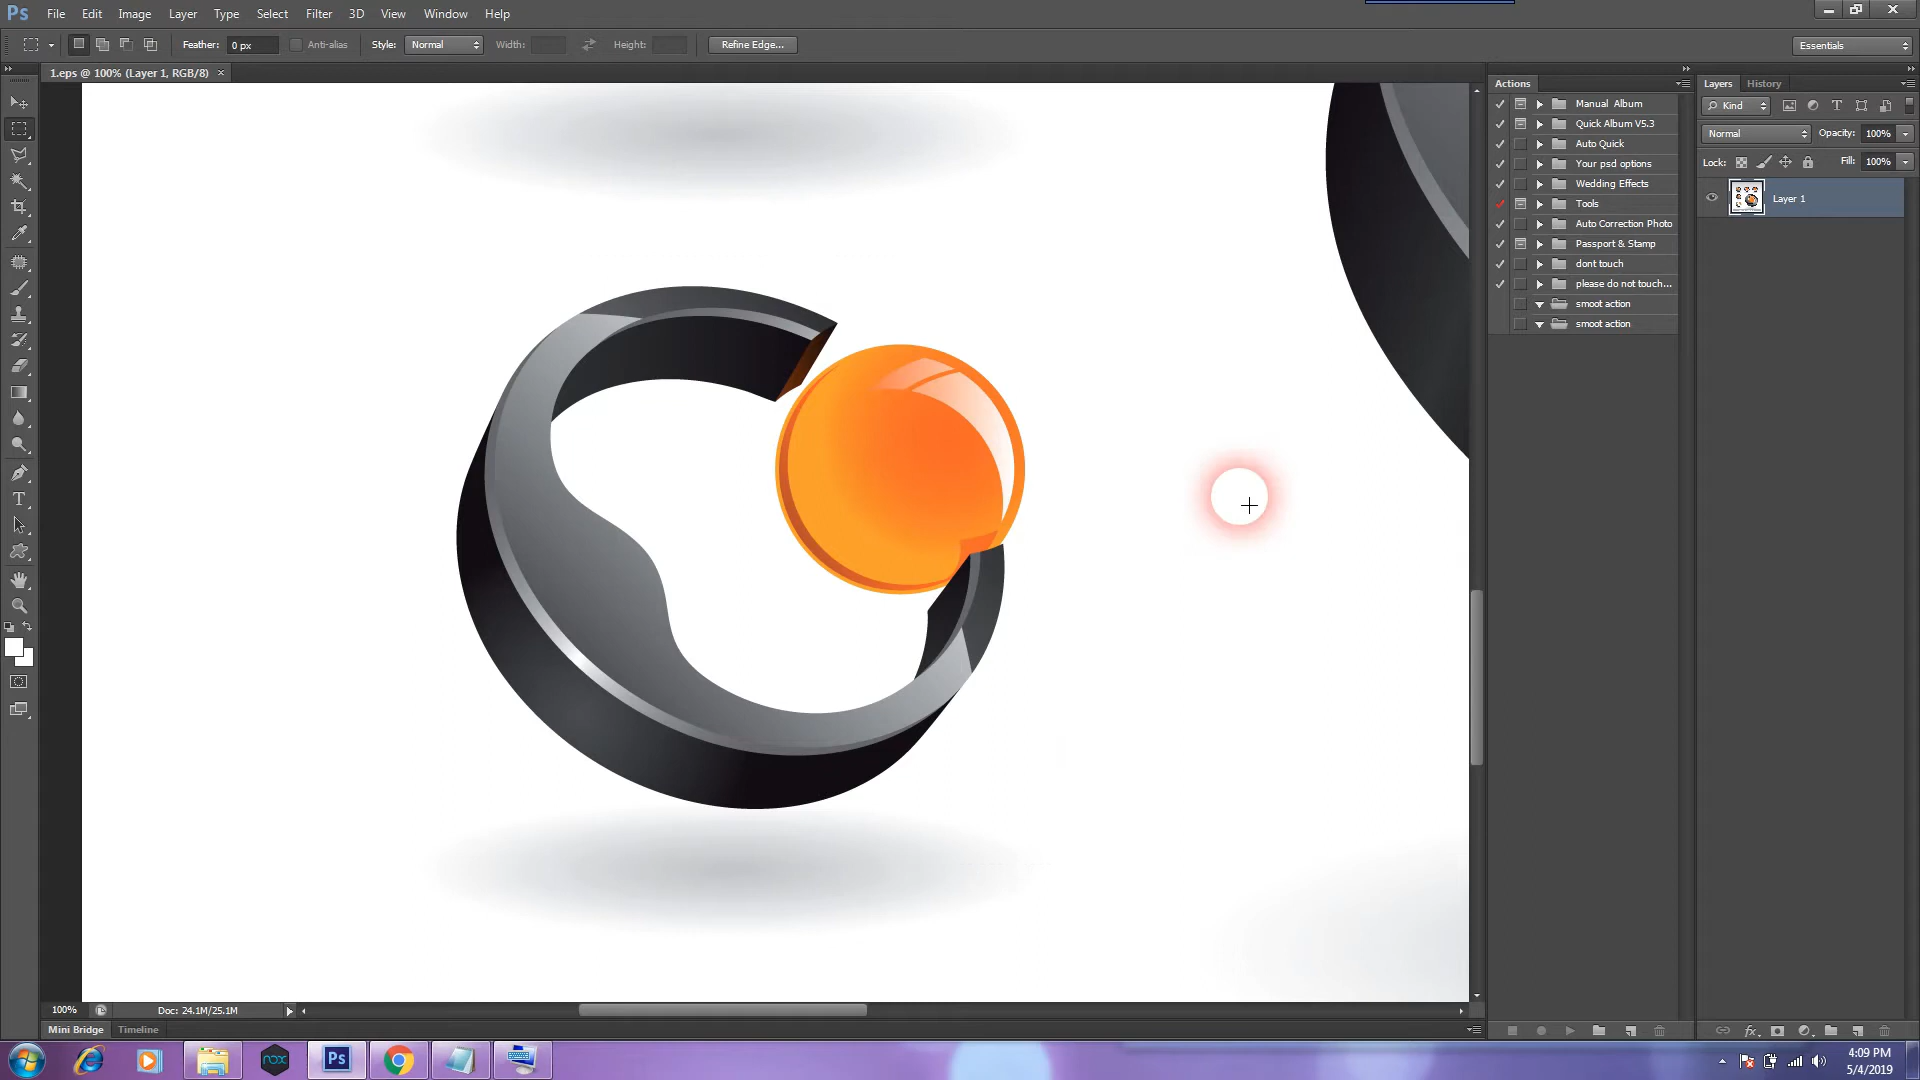 Ps File Edit Image Layer Type Select Filter 3D View Window Help
Feather: 0 px Anti-alias Style: Normal Width: Height: Refine Edge... Essentials
1.eps @ 100% (Layer 1, RGB/8) ×
Actions
Manual Album
Quick Album V5.3
Auto Quick
Your psd options
Wedding Effects
Tools
Auto Correction Photo
Passport & Stamp
dont touch
please do not touch...
smoot action
smoot action
Layers History
Kind
Normal Opacity: 100%
Lock: Fill: 100%
Layer 1
100% Doc: 24.1M/25.1M
Mini Bridge Timeline
nox Ps
4:09 PM
5/4/2019